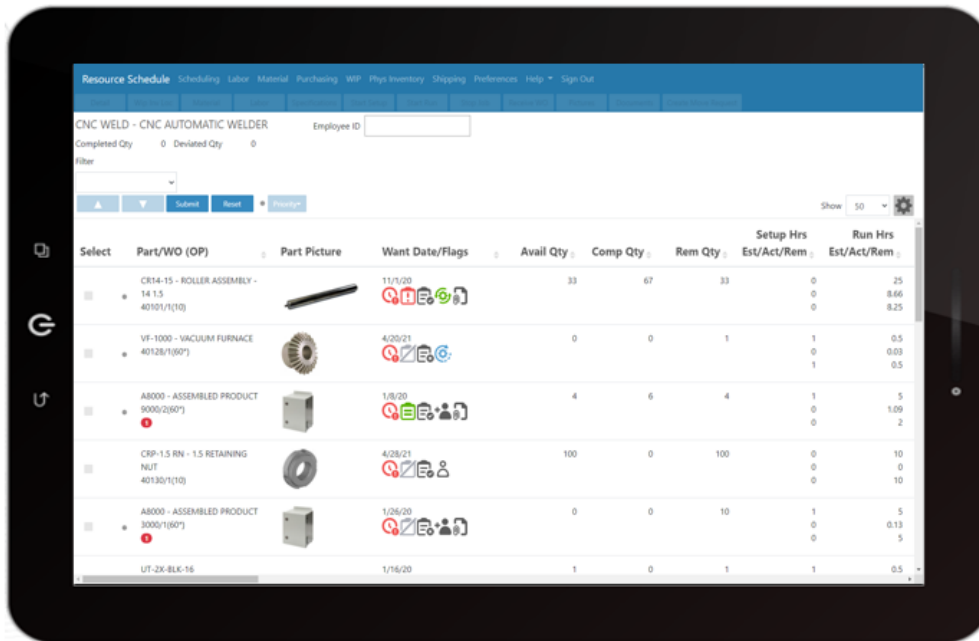 Resource Schedule Scheduling Labor Material Purchasing WIP Phys Inventory Shipping Preferences Help Sign Out
CNC WELD - CNC AUTOMATIC WELDER Employee ID
Completed Qty 0 Deviated Qty 0
Filter
Submit Reset Priority
Show 50
Select Part/WO (OP) Part Picture Want Date/Flags Avail Qty Comp Qty Rem Qty Setup Hrs Est/Act/Rem Run Hrs Est/Act/Rem
CR14-15 - ROLLER ASSEMBLY - 11/1/20 33 67 33 0 25
14 1.5 0 8.66
40101/1(10) 0 8.25
VF-1000 - VACUUM FURNACE 4/20/21 0 0 1 1 0.5
40128/1(60*) 0 0.03
1 0.5
A8000 - ASSEMBLED PRODUCT 1/8/20 4 6 4 1 5
9000/2(60*) 0 1.09
1 0 2
CRP-1.5 RN - 1.5 RETAINING 4/28/21 100 0 100 0 10
NUT 0 0
40130/1(10) 0 10
A8000 - ASSEMBLED PRODUCT 1/26/20 0 0 10 1 5
3000/1(60*) 0 0.13
1 0 5
UT-2X-BLK-16 1/16/20 1 0 1 1 0.5